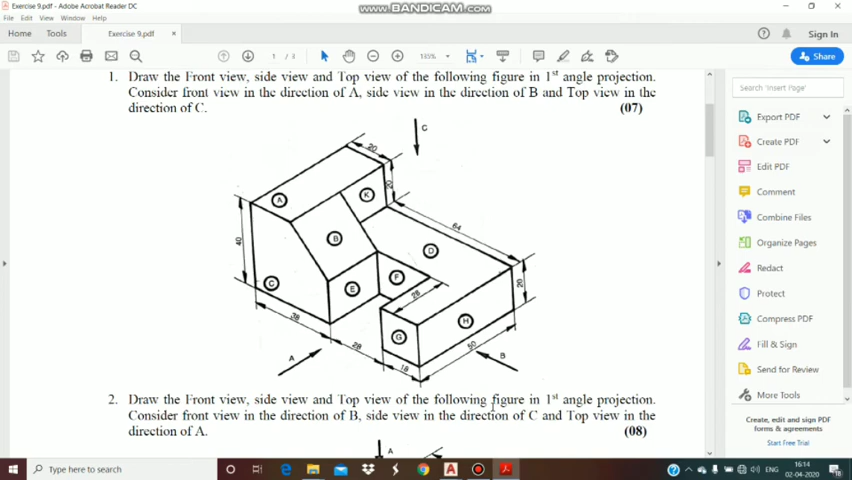 Exercise 9.pdf - Adobe Acrobat Reader DC
WWW.BANDICAM.COM
File Edit View Window Help
Home Tools
Exercise 9.pdf ×
Sign In
1 / 3
135%
Share
1. Draw the Front view, side view and Top view of the following figure in 1st angle projection.
Consider front view in the direction of A, side view in the direction of B and Top view in the
direction of C. (07)
C
20
20
A
K
64
B
40
D
C
F
E
28
20
H
38
G
28
50
A
B
18
2. Draw the Front view, side view and Top view of the following figure in 1st angle projection.
Consider front view in the direction of B, side view in the direction of C and Top view in the
direction of A. (08)
A
Search 'Insert Page'
Export PDF
Create PDF
Edit PDF
Comment
Combine Files
Organize Pages
Redact
Protect
Compress PDF
Fill & Sign
Send for Review
More Tools
Create, edit and sign PDF
forms & agreements
Start Free Trial
Type here to search
ENG
16:14
02-04-2020